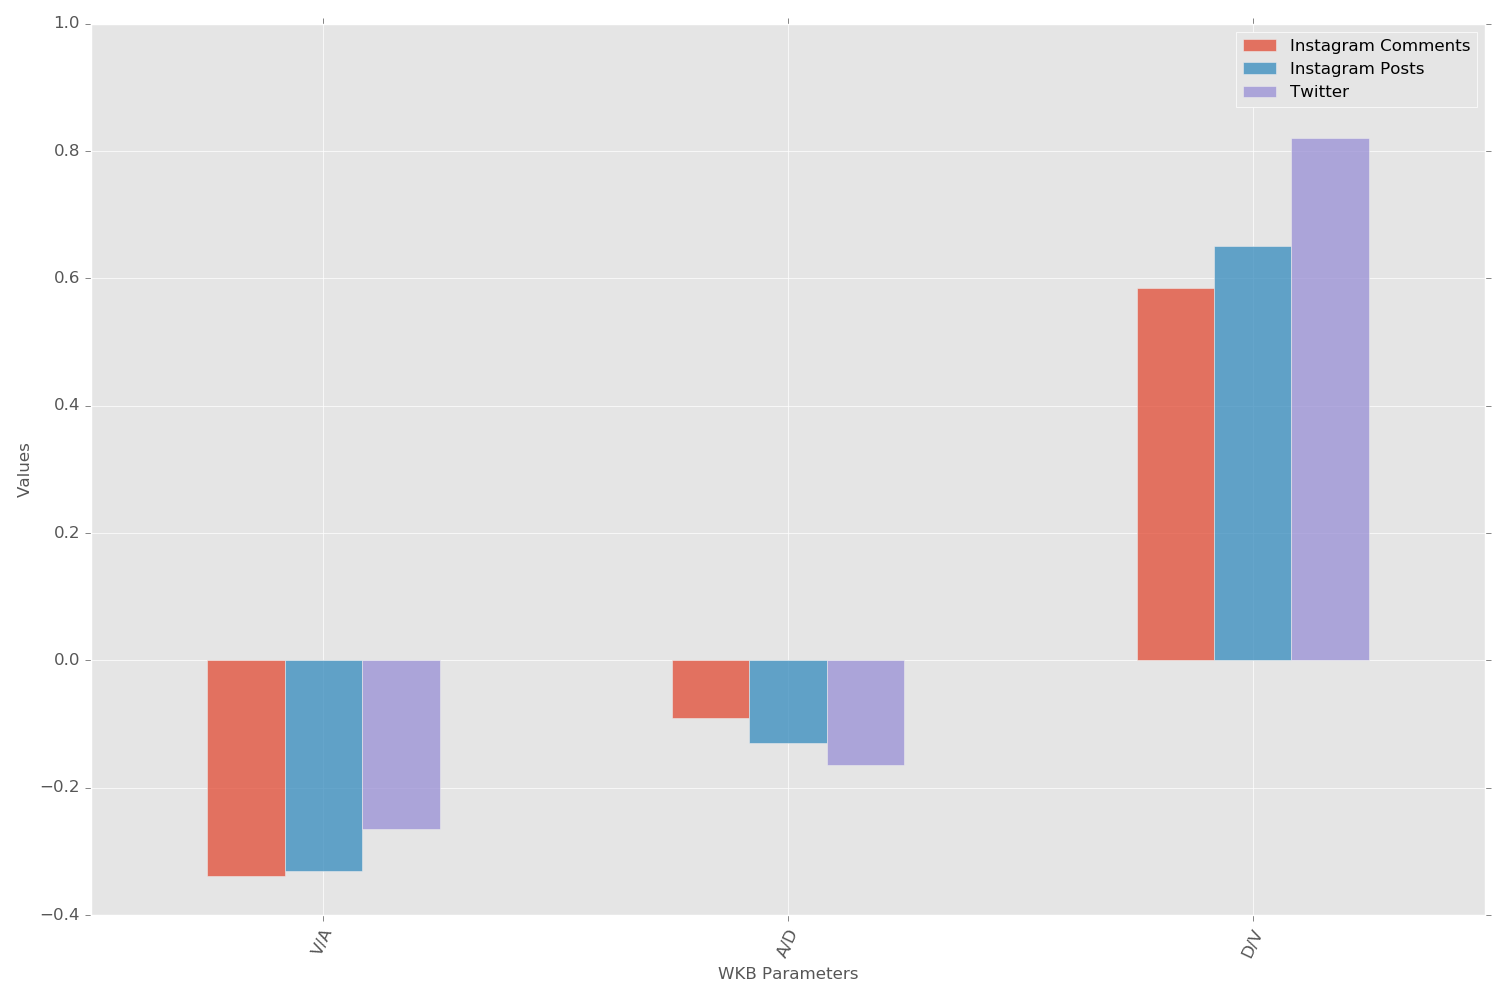 1.0
0.8
0.6
0.4
0.2
0.0
−0.2
−0.4
Values
Instagram Comments
Instagram Posts
Twitter
V/A
A/D
D/V
WKB Parameters